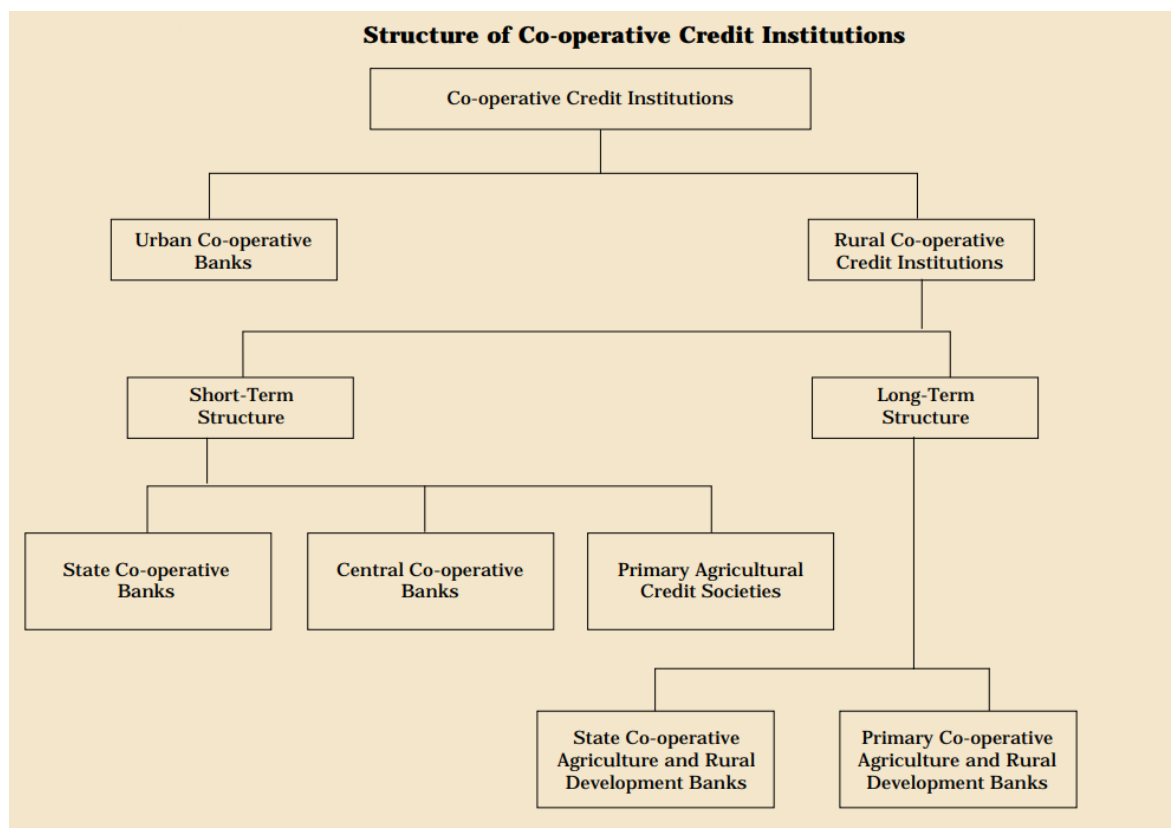 Structure of Co-operative Credit Institutions
Co-operative Credit Institutions
Urban Co-operative
Banks
Rural Co-operative
Credit Institutions
Short-Term
Structure
Long-Term
Structure
State Co-operative
Banks
Central Co-operative
Banks
Primary Agricultural
Credit Societies
State Co-operative
Agriculture and Rural
Development Banks
Primary Co-operative
Agriculture and Rural
Development Banks